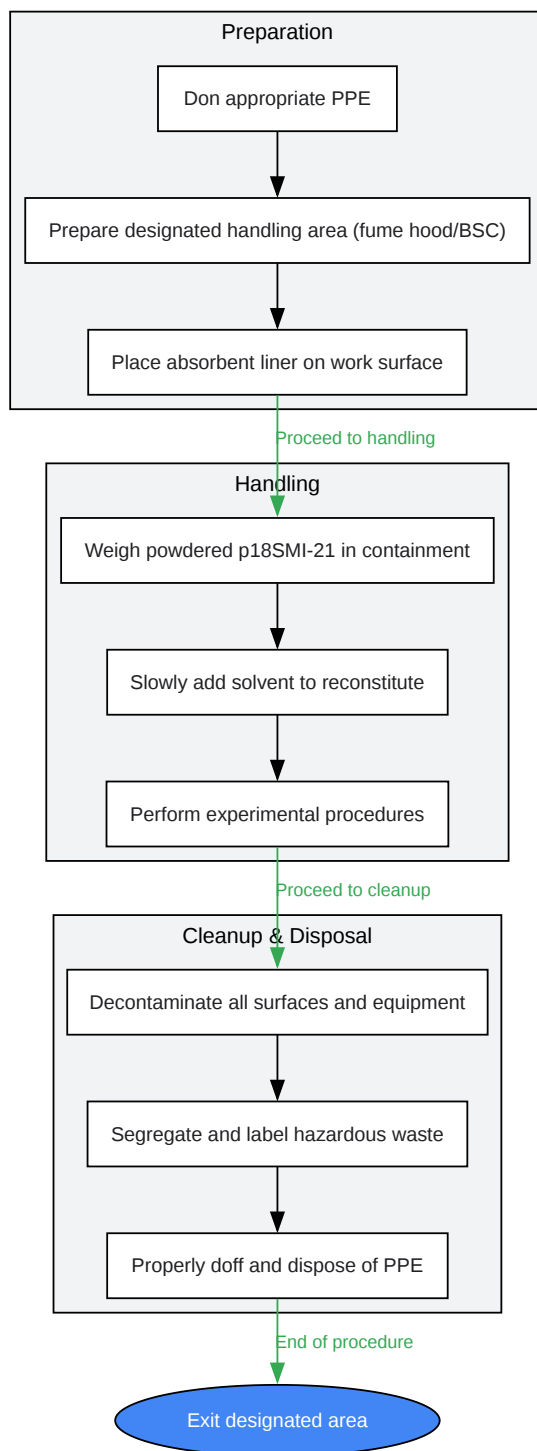 Preparation
Don appropriate PPE
Prepare designated handling area (fume hood/BSC)
Place absorbent liner on work surface
Proceed to handling
Handling
Weigh powdered p18SMI-21 in containment
Slowly add solvent to reconstitute
Perform experimental procedures
Proceed to cleanup
Cleanup & Disposal
Decontaminate all surfaces and equipment
Segregate and label hazardous waste
Properly doff and dispose of PPE
End of procedure
Exit designated area